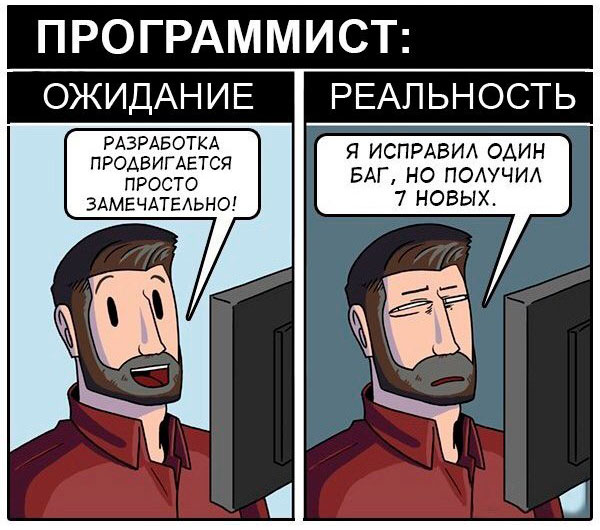 ПРОГРАММИСТ:
ОЖИДАНИЕ
РАЗРАБОТКА
ПРОДВИГАЕТСЯ
ПРОСТО
ЗАМЕЧАТЕЛЬНО!
РЕАЛЬНОСТЬ
Я ИСПРАВИЛ ОДИН
БАГ, НО ПОЛУЧИЛ
7 НОВЫХ.